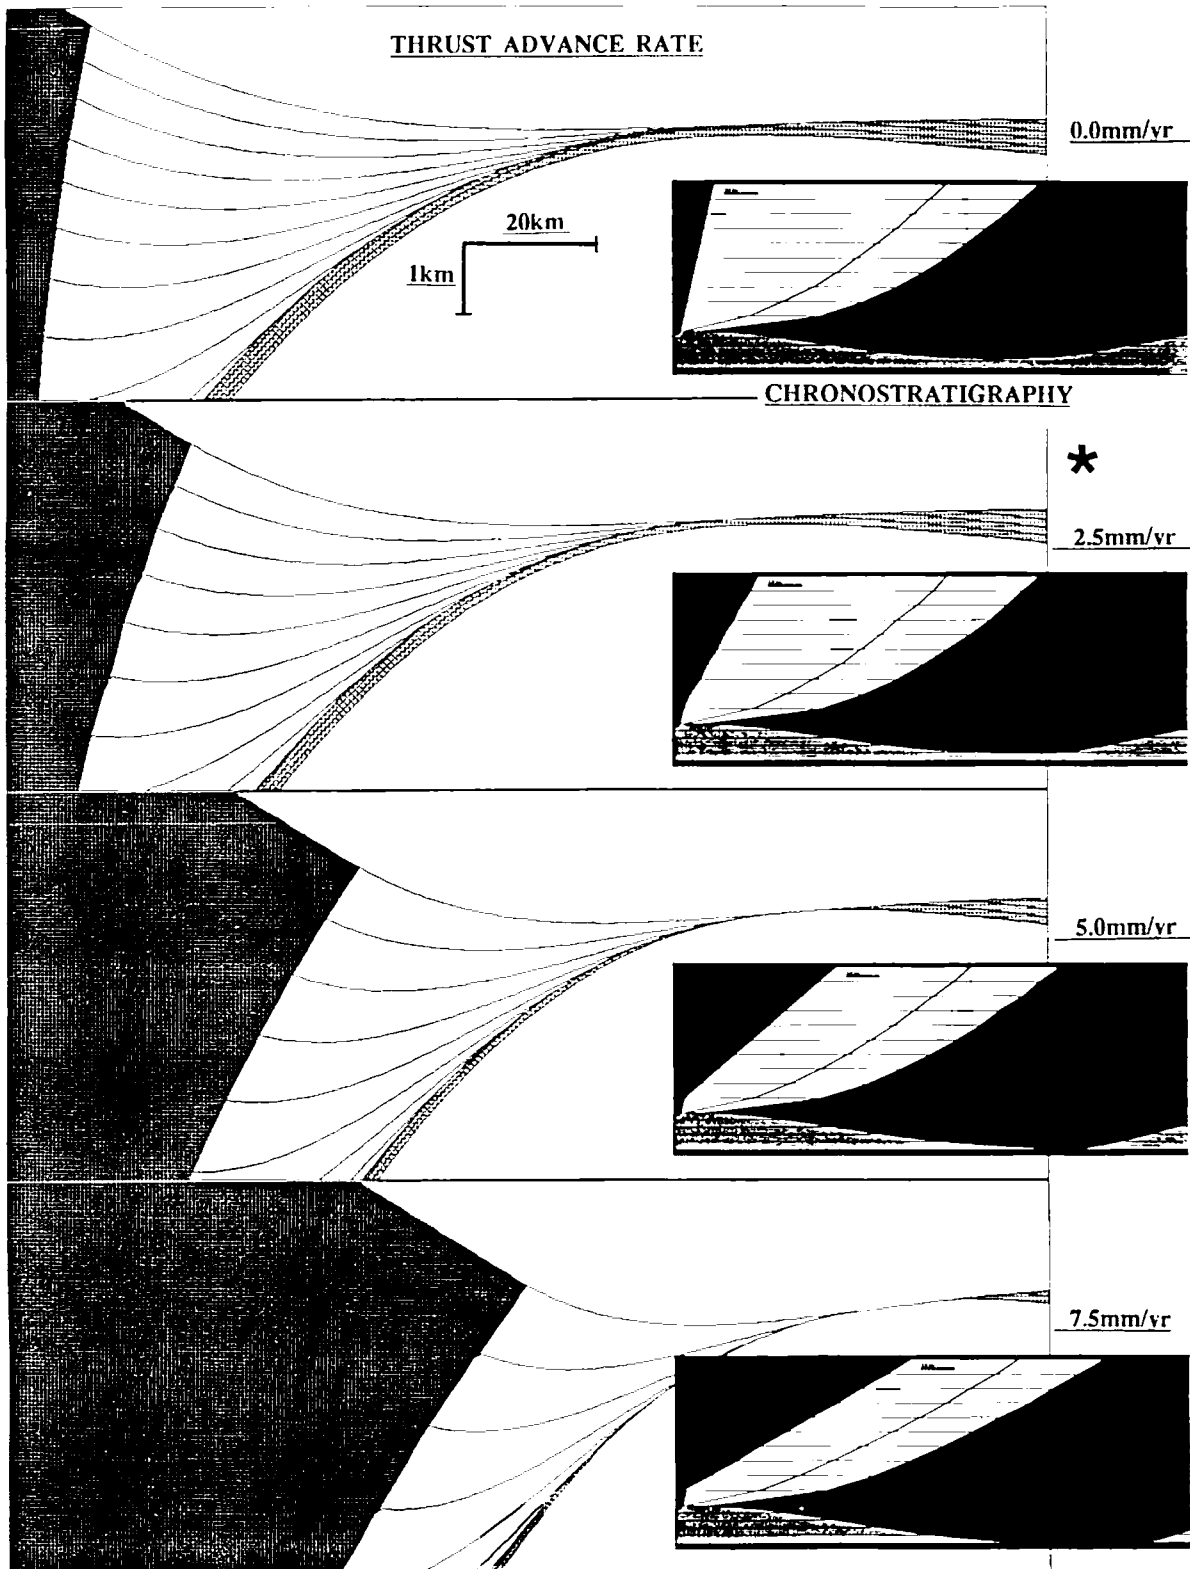 THRUST ADVANCE RATE
0.0mm/yr
20km
1km
CHRONOSTRATIGRAPHY
*
2.5mm/yr
5.0mm/yr
7.5mm/yr